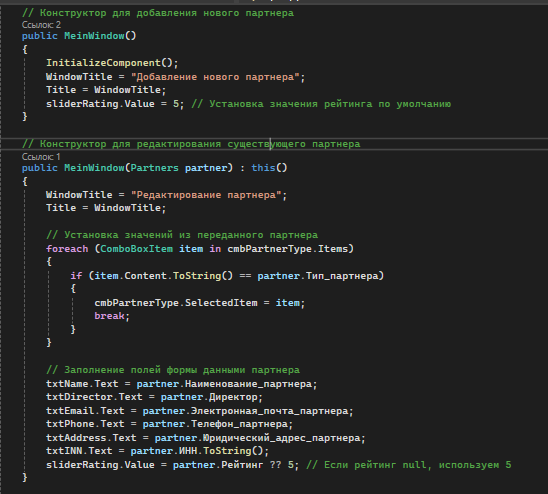 // Конструктор для добавления нового партнера
Ссылок: 2
public MeinWindow()
{
InitializeComponent();
WindowTitle = "Добавление нового партнера";
Title = WindowTitle;
sliderRating.Value = 5; // Установка значения рейтинга по умолчанию
}
// Конструктор для редактирования существующего партнера
Ссылок: 1
public MeinWindow(Partners partner) : this()
{
WindowTitle = "Редактирование партнера";
Title = WindowTitle;
// Установка значений из переданного партнера
foreach (ComboBoxItem item in cmbPartnerType.Items)
{
if (item.Content.ToString() == partner.Тип_партнера)
{
cmbPartnerType.SelectedItem = item;
break;
}
}
// Заполнение полей формы данными партнера
txtName.Text = partner.Наименование_партнера;
txtDirector.Text = partner.Директор;
txtEmail.Text = partner.Электронная_почта_партнера;
txtPhone.Text = partner.Телефон_партнера;
txtAddress.Text = partner.Юридический_адрес_партнера;
txtINN.Text = partner.ИНН.ToString();
sliderRating.Value = partner.Рейтинг ?? 5; // Если рейтинг null, используем 5
}